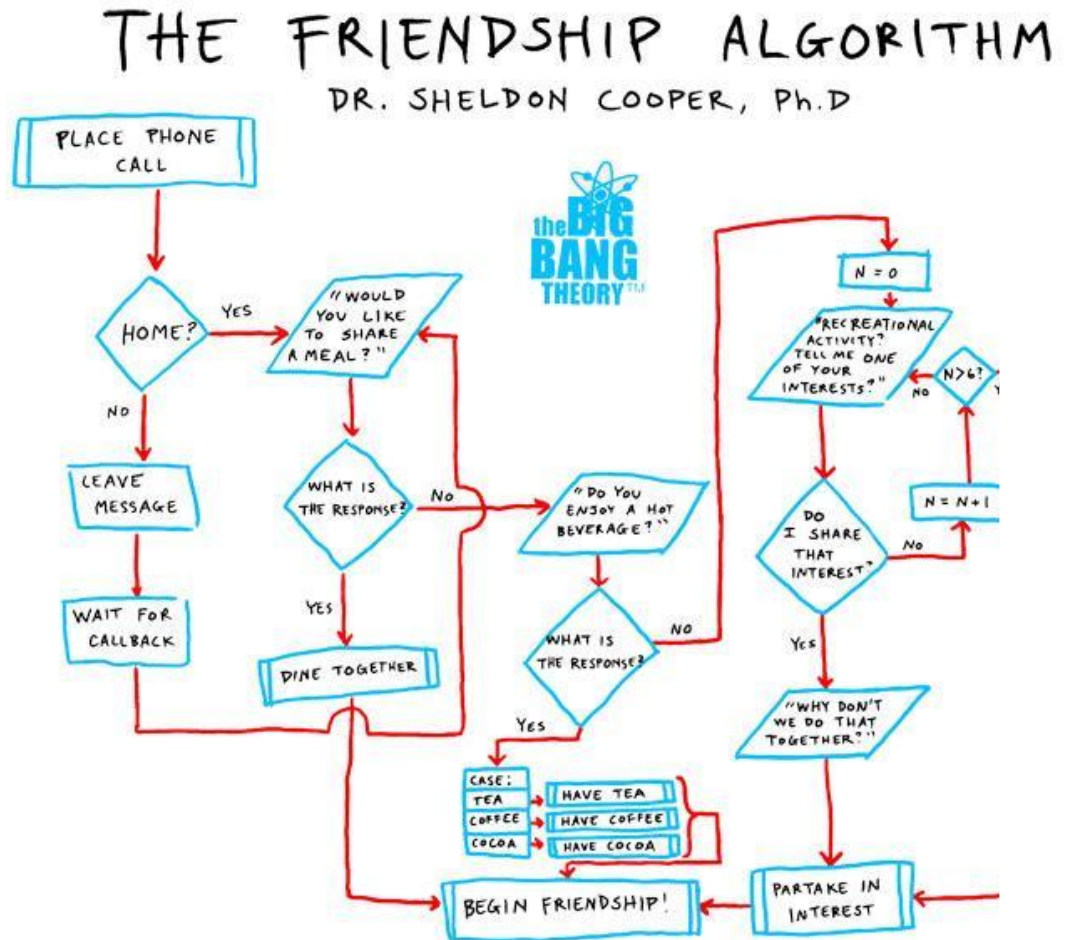 THE FRIENDSHIP ALGORITHM
DR. SHELDON COOPER, Ph.D
PLACE PHONE
CALL
the BIG
BANG
THEORY™
HOME?
YES
NO
LEAVE
MESSAGE
WAIT FOR
CALLBACK
"WOULD
YOU LIKE
TO SHARE
A MEAL?"
WHAT IS
THE RESPONSE?
NO
YES
DINE TOGETHER
"DO YOU
ENJOY A HOT
BEVERAGE?"
WHAT IS
THE RESPONSE?
NO
YES
CASE:
TEA
HAVE TEA
COFFEE
HAVE COFFEE
COCOA
HAVE COCOA
N = 0
"RECREATIONAL
ACTIVITY?
TELL ME ONE
OF YOUR
INTERESTS?"
N>6?
NO
Y
N = N+1
DO
I SHARE
THAT
INTEREST?
NO
YES
"WHY DON'T
WE DO THAT
TOGETHER?"
PARTAKE IN
INTEREST
BEGIN FRIENDSHIP!